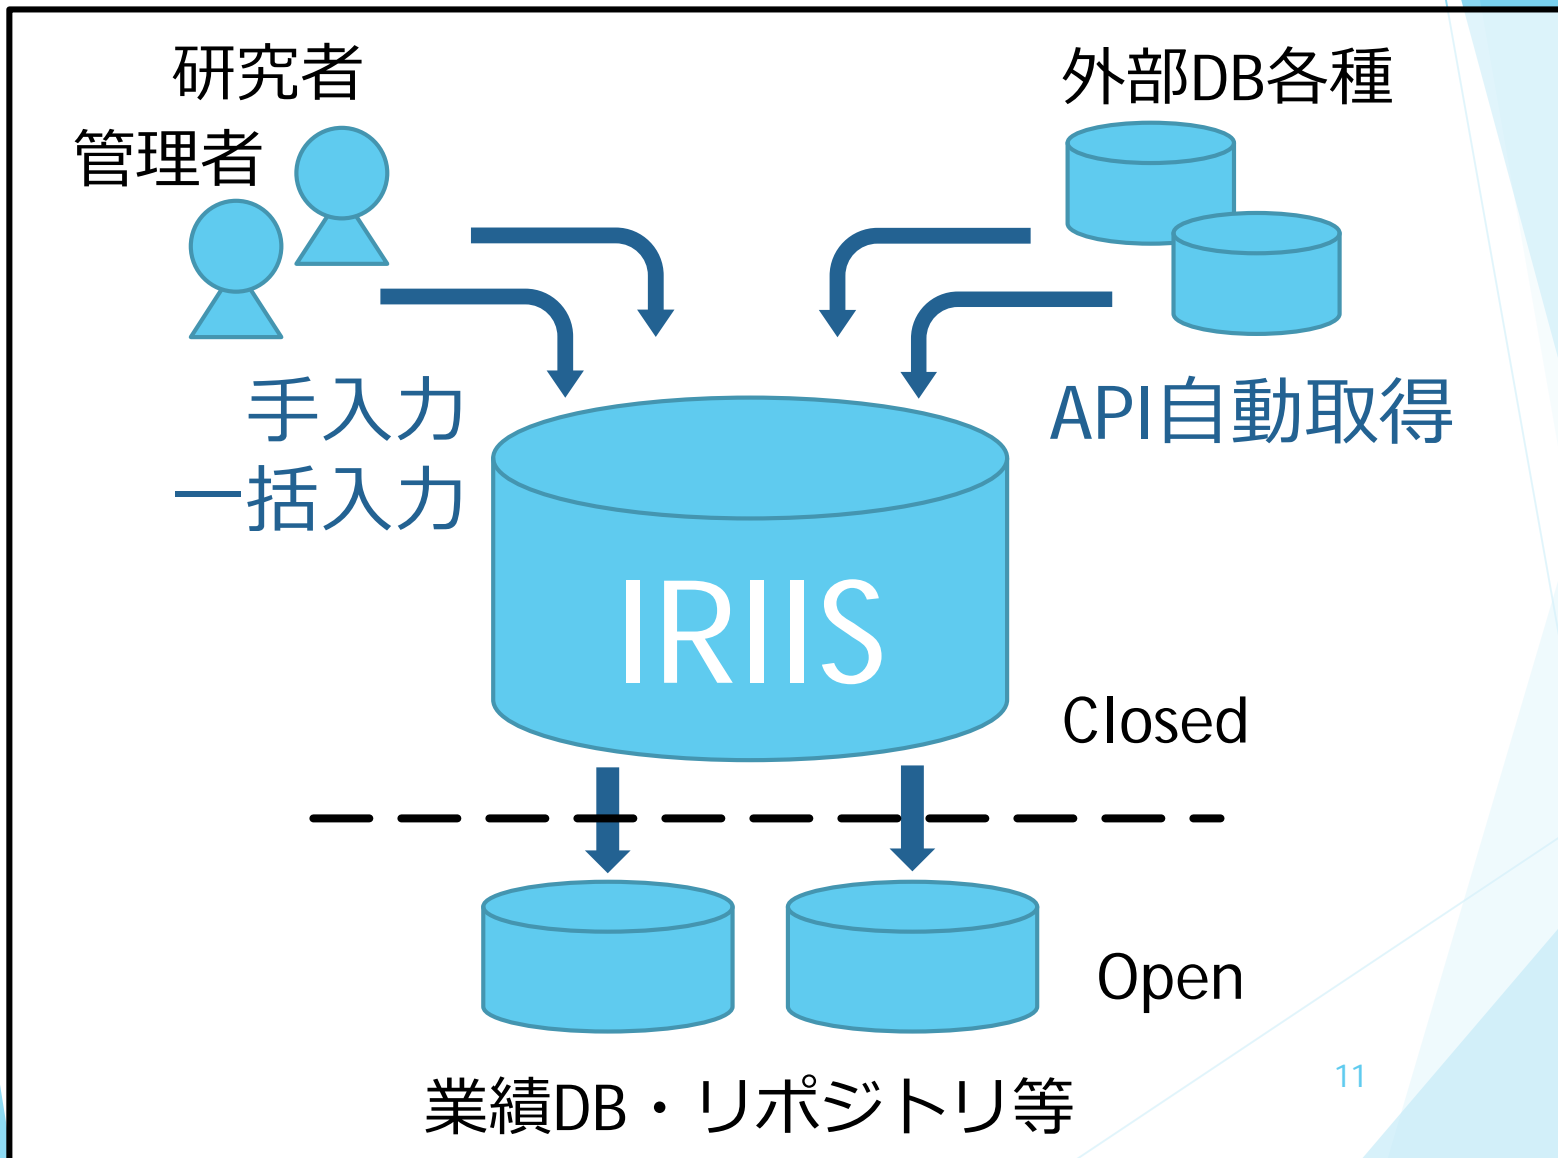 研究者
管理者
外部DB各種
手入力
一括入力
API自動取得
IRIIS
Closed
Open
業績DB・リポジトリ等
11